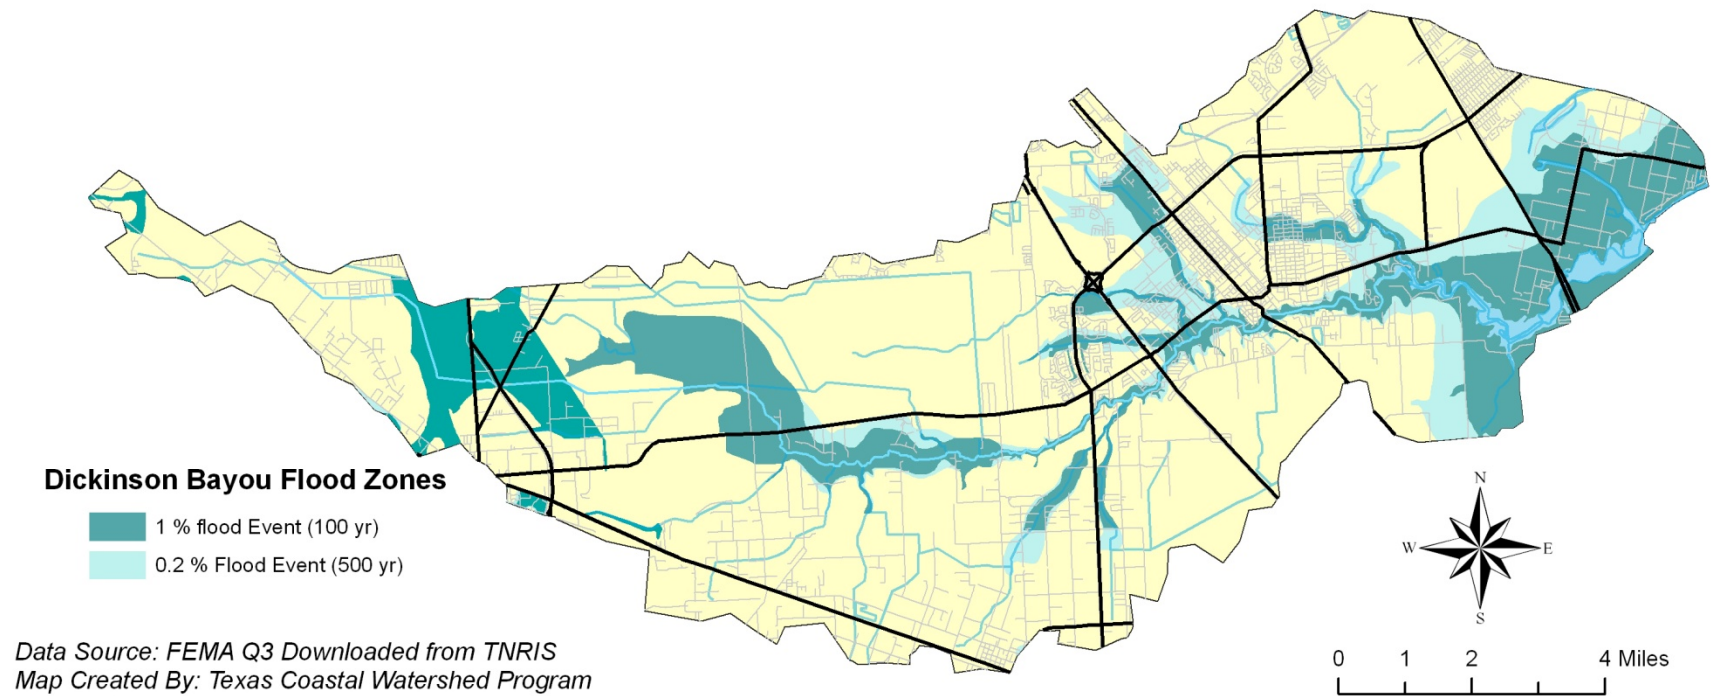 Dickinson Bayou Flood Zones
1 % flood Event (100 yr)
0.2 % Flood Event (500 yr)
Data Source: FEMA Q3 Downloaded from TNRIS
Map Created By: Texas Coastal Watershed Program
N
W E
S
0 1 2 4 Miles